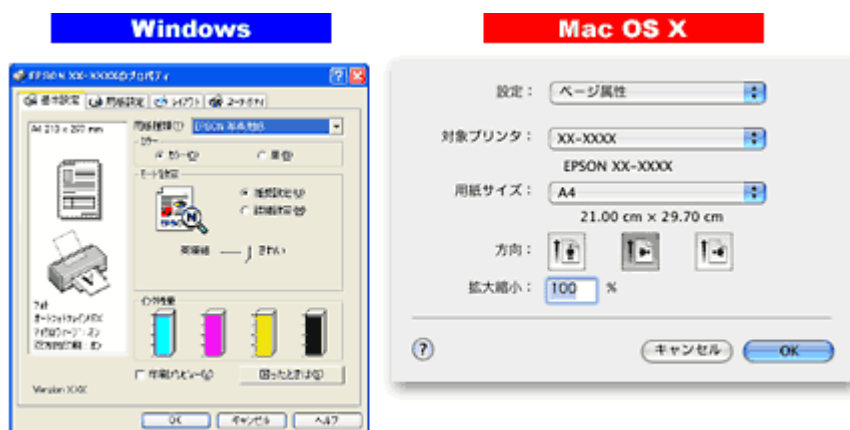 Windows
Mac OS X
EPSON XX-XXXXのプロパティ
基本設定
用紙設定
レイアウト
ユーティリティ
A4 210 x 297 mm
用紙種類(T)
EPSON 写真用紙
カラー
カラー(C)
黒(B)
モード設定
推奨設定(U)
詳細設定(M)
きれい
インク残量
印刷プレビュー(W)
困ったときは(Q)
Version XXXX
OK
キャンセル
ヘルプ
設定：
ページ属性
対象プリンタ：
XX-XXXX
EPSON XX-XXXX
用紙サイズ：
A4
21.00 cm × 29.70 cm
方向：
拡大縮小：
100 %
?
キャンセル
OK